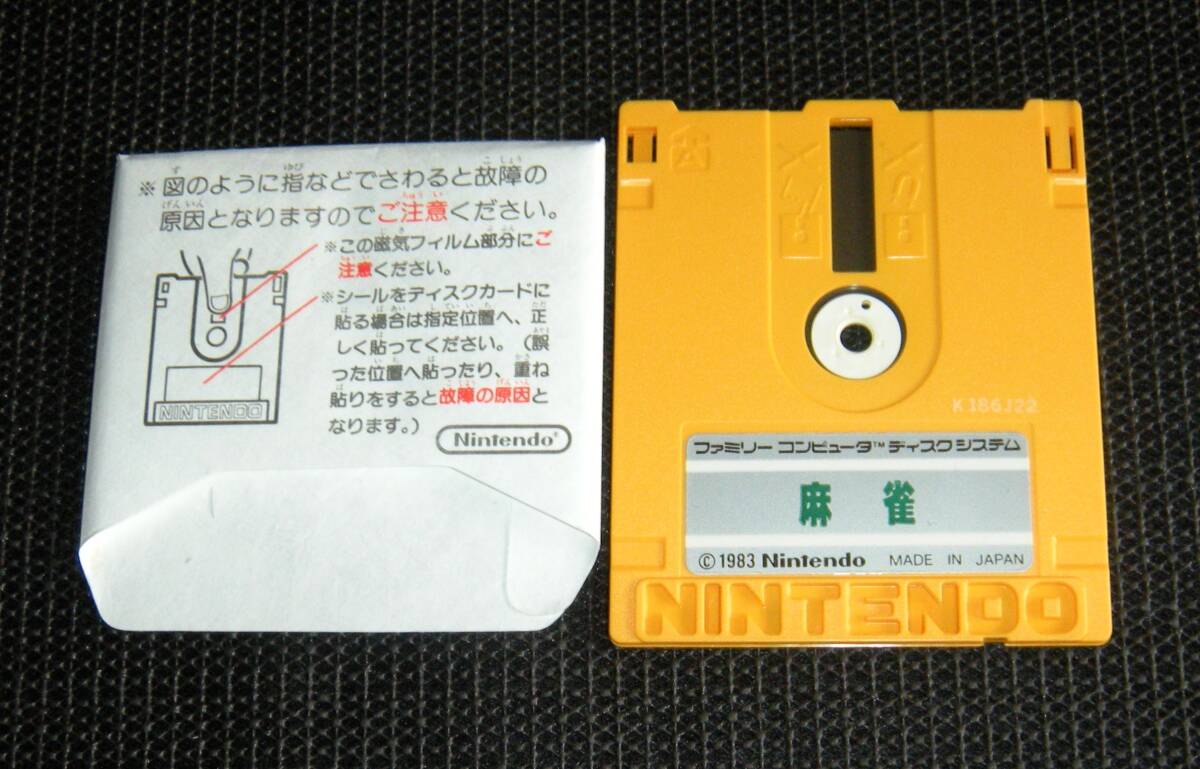 ※図のように指などでさわると故障の
原因となりますのでご注意ください。
※この磁気フィルム部分にご
注意ください。
※シールをディスクカードに
貼る場合は指定位置へ、正
しく貼ってください。（誤
った位置へ貼ったり、重ね
貼りをすると故障の原因と
なります。）
NINTENDO
Nintendo®
K186J22
ファミリー コンピュータ™ ディスクシステム
麻雀
©1983 Nintendo MADE IN JAPAN
NINTENDO